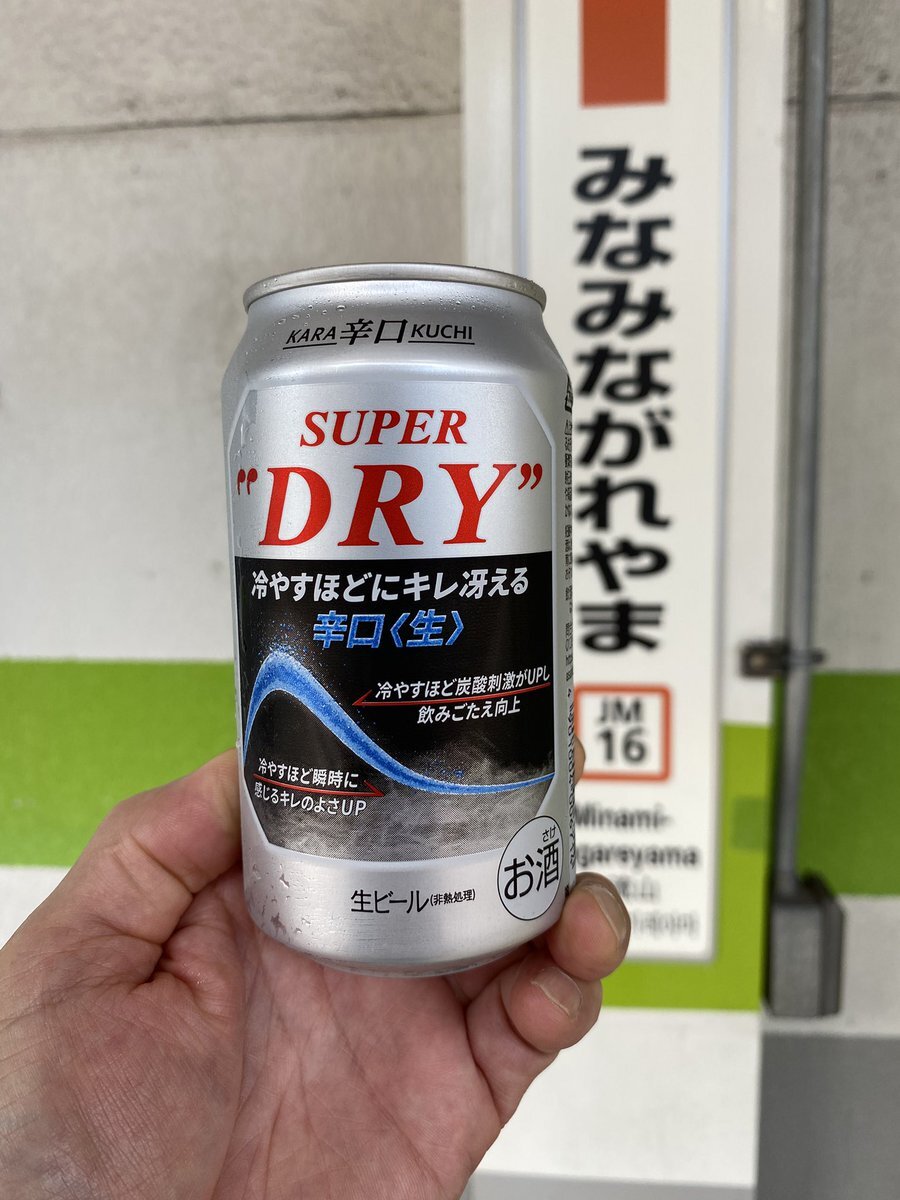 KARA 辛口 KUCHI
SUPER
“DRY”
冷やすほどにキレ冴える
辛口〈生〉
冷やすほど炭酸刺激がUPし
飲みごたえ向上
冷やすほど瞬時に
感じるキレのよさUP
生ビール(非熱処理)
さけ
お酒
みなみながれやま
JM
16
Minami-
gareyama